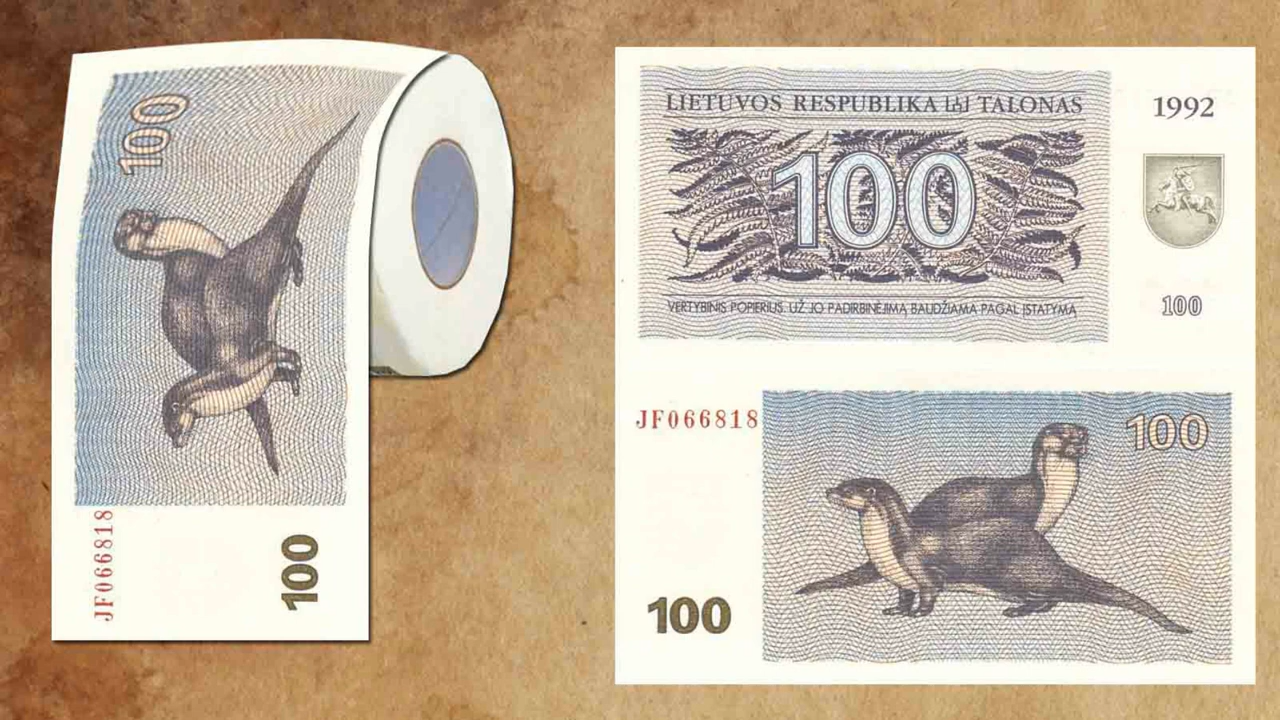 100
JF066818
100
LIETUVOS RESPUBLIKA TALONAS
1992
100
VERTYBINIS POPIERIUS. UŽ JO PADIRBINĖJIMĄ BAUDŽIAMA PAGAL ĮSTATYMĄ
100
JF066818
100
100